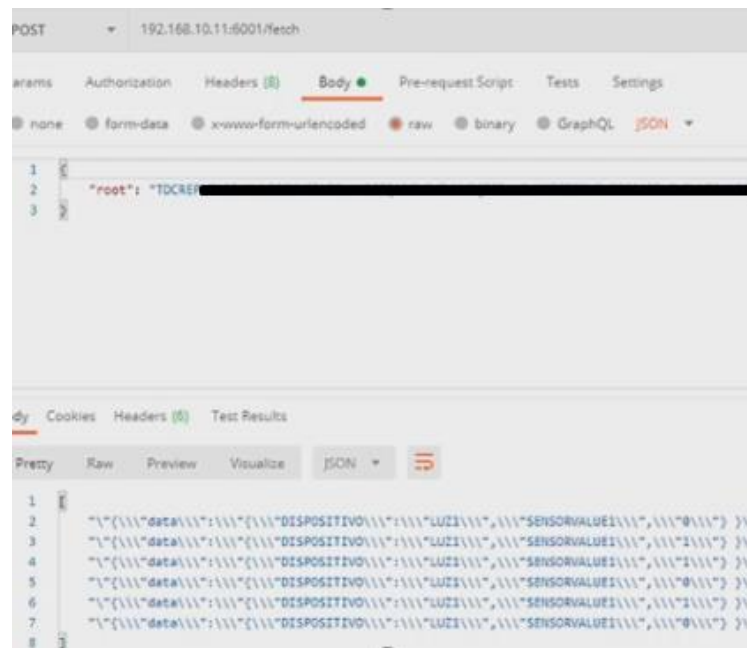 POST 192.168.10.11:6001/fetch
arams Authorization Headers (8) Body Pre-request Script Tests Settings
none form-data x-www-form-urlencoded raw binary GraphQL JSON
1 {
2 "root": "TDCREP
3 }
dy Cookies Headers (6) Test Results
Pretty Raw Preview Visualize JSON
1 [
2 "\"{\\\"data\\\":\\\"{\\\"DISPOSITIVO\\\":\\\"LUZ1\\\",\\\"SENSORVALUE1\\\",\\\"0\\\"} }\
3 "\"{\\\"data\\\":\\\"{\\\"DISPOSITIVO\\\":\\\"LUZ1\\\",\\\"SENSORVALUE1\\\",\\\"1\\\"} }\
4 "\"{\\\"data\\\":\\\"{\\\"DISPOSITIVO\\\":\\\"LUZ1\\\",\\\"SENSORVALUE1\\\",\\\"1\\\"} }\
5 "\"{\\\"data\\\":\\\"{\\\"DISPOSITIVO\\\":\\\"LUZ1\\\",\\\"SENSORVALUE1\\\",\\\"0\\\"} }\
6 "\"{\\\"data\\\":\\\"{\\\"DISPOSITIVO\\\":\\\"LUZ1\\\",\\\"SENSORVALUE1\\\",\\\"1\\\"} }\
7 "\"{\\\"data\\\":\\\"{\\\"DISPOSITIVO\\\":\\\"LUZ1\\\",\\\"SENSORVALUE1\\\",\\\"0\\\"} }\
8 ]